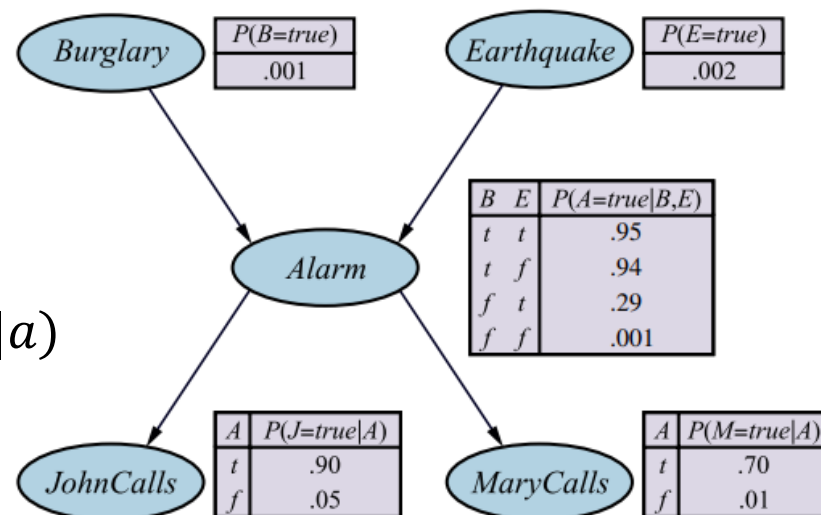 Burglary
P(B=true)
.001
Earthquake
P(E=true)
.002
B E P(A=true|B,E)
t t .95
t f .94
f t .29
f f .001
Alarm
|a)
JohnCalls
A P(J=true|A)
t .90
f .05
MaryCalls
A P(M=true|A)
t .70
f .01